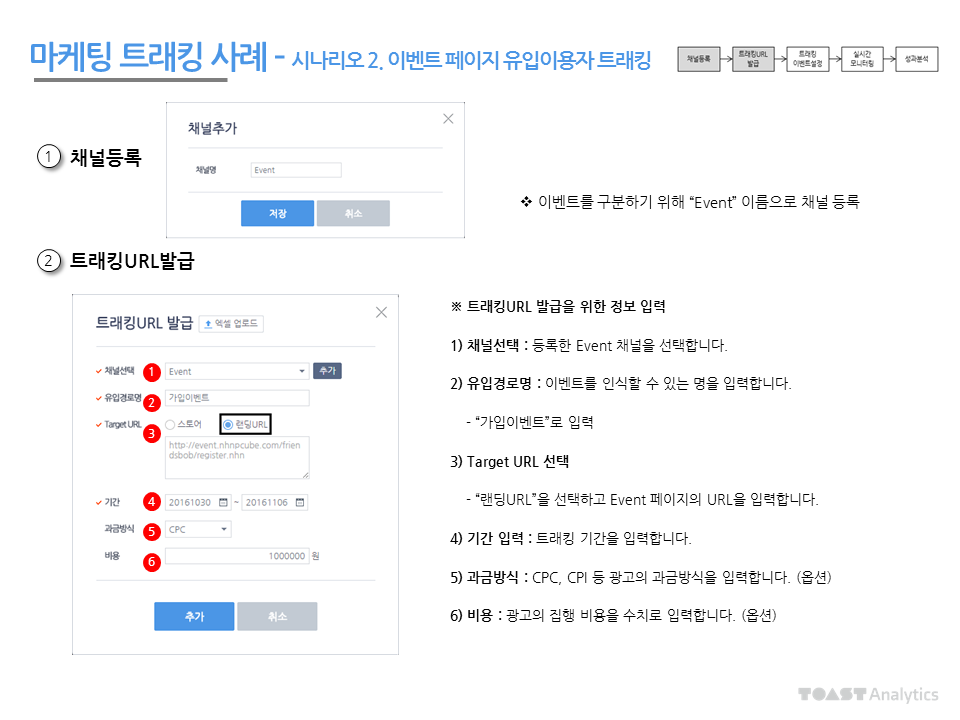 마케팅 트래킹 사례 - 시나리오 2. 이벤트 페이지 유입이용자 트래킹
채널등록
트래킹URL
발급
트래킹
이벤트설정
실시간
모니터링
성과분석
1 채널등록
채널추가
채널명 Event
저장 취소
❖ 이벤트를 구분하기 위해 “Event” 이름으로 채널 등록
2 트래킹URL발급
트래킹URL 발급 엑셀 업로드
채널선택 1 Event 추가
유입경로명 2 가입이벤트
Target URL 3 스토어 랜딩URL
http://event.nhnpcube.com/frien
dsbob/register.nhn
기간 4 20161030 ~ 20161106
과금방식 5 CPC
비용 6 1000000 원
추가 취소
※ 트래킹URL 발급을 위한 정보 입력
1) 채널선택 : 등록한 Event 채널을 선택합니다.
2) 유입경로명 : 이벤트를 인식할 수 있는 명을 입력합니다.
- “가입이벤트”로 입력
3) Target URL 선택
- “랜딩URL”을 선택하고 Event 페이지의 URL을 입력합니다.
4) 기간 입력 : 트래킹 기간을 입력합니다.
5) 과금방식 : CPC, CPI 등 광고의 과금방식을 입력합니다. (옵션)
6) 비용 : 광고의 집행 비용을 수치로 입력합니다. (옵션)
TOAST Analytics